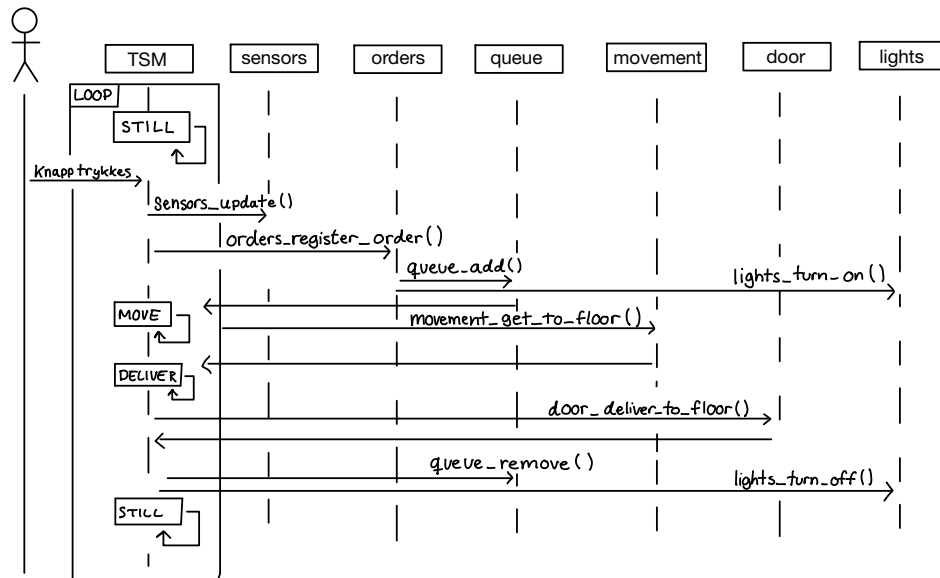 TSM
sensors
orders
queue
movement
door
lights
LOOP
STILL
Knapp trykkes
Sensors_update()
orders_register_order()
queue_add()
lights_turn_on()
MOVE
movement_get_to_floor()
DELIVER
door_deliver_to_floor()
queue_remove()
lights_turn_off()
STILL